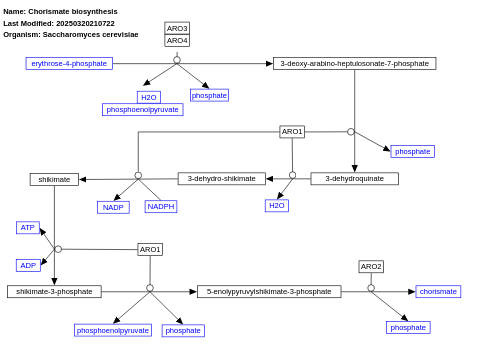 Name: Chorismate biosynthesis
Last Modified: 20250320210722
Organism: Saccharomyces cerevisiae
ARO3
ARO4
erythrose-4-phosphate
3-deoxy-arabino-heptulosonate-7-phosphate
H2O
phosphate
phosphoenolpyruvate
ARO1
phosphate
shikimate
3-dehydro-shikimate
3-dehydroquinate
NADP
NADPH
H2O
ATP
ARO1
ADP
ARO2
shikimate-3-phosphate
5-enolypyruvylshikimate-3-phosphate
chorismate
phosphoenolpyruvate
phosphate
phosphate